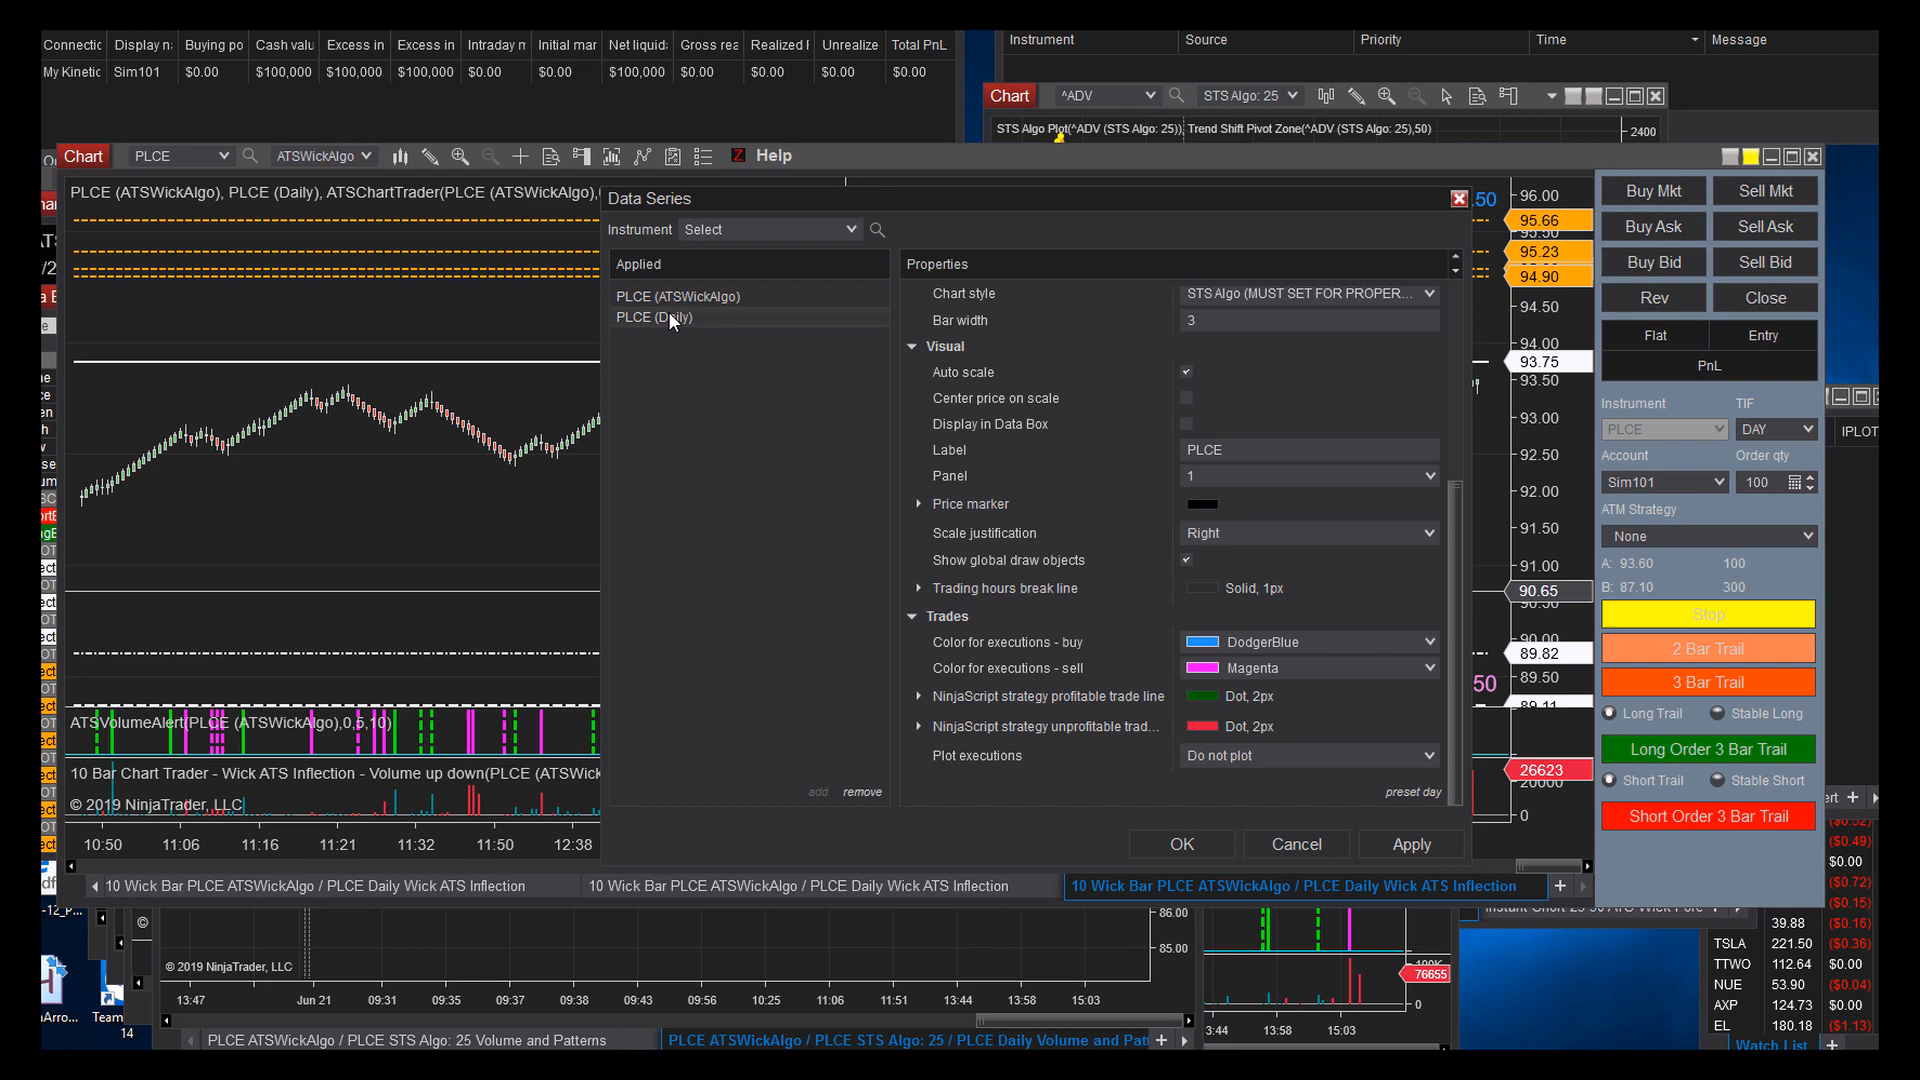 Connectic Display n Buying po Cash valu Excess in Excess in Intraday m Initial mar Net liquid Gross rea Realized Unrealize Total PnL
My Kinetic Sim101 $0.00 $100,000 $100,000 $100,000 $0.00 $0.00 $100,000 $0.00 $0.00 $0.00 $0.00
Instrument Source Priority Time Message
Chart ^ADV STS Algo: 25
STS Algo Plot(^ADV (STS Algo: 25)), Trend Shift Pivot Zone(^ADV (STS Algo: 25),50) 2400
Chart PLCE ATSWickAlgo Z Help
PLCE (ATSWickAlgo), PLCE (Daily), ATSChartTrader(PLCE (ATSWickAlgo),
Data Series
Instrument Select
Applied
PLCE (ATSWickAlgo)
PLCE (Daily)
add remove
Properties
Chart style STS Algo (MUST SET FOR PROPER...
Bar width 3
Visual
Auto scale
Center price on scale
Display in Data Box
Label PLCE
Panel 1
Price marker
Scale justification Right
Show global draw objects
Trading hours break line Solid, 1px
Trades
Color for executions - buy DodgerBlue
Color for executions - sell Magenta
NinjaScript strategy profitable trade line Dot, 2px
NinjaScript strategy unprofitable trad... Dot, 2px
Plot executions Do not plot
preset day
OK Cancel Apply
.50
96.00
95.66
95.50
95.23
94.90
94.50
94.00
93.75
93.50
93.00
92.50
92.00
91.50
91.00
90.65
90.50
90.00
89.82
89.50
50
89.11
26623
20000
0
ATSVolumeAlert(PLCE (ATSWickAlgo),0,5,10)
10 Bar Chart Trader - Wick ATS Inflection - Volume up down(PLCE (ATSWick
© 2019 NinjaTrader, LLC
10:50 11:06 11:16 11:21 11:32 11:50 12:38
10 Wick Bar PLCE ATSWickAlgo / PLCE Daily Wick ATS Inflection 10 Wick Bar PLCE ATSWickAlgo / PLCE Daily Wick ATS Inflection 10 Wick Bar PLCE ATSWickAlgo / PLCE Daily Wick ATS Inflection
Buy Mkt Sell Mkt
Buy Ask Sell Ask
Buy Bid Sell Bid
Rev Close
Flat Entry
PnL
Instrument TIF
PLCE DAY
Account Order qty
Sim101 100
ATM Strategy
None
A: 93.60 100
B: 87.10 300
Stop
2 Bar Trail
3 Bar Trail
Long Trail Stable Long
Long Order 3 Bar Trail
Short Trail Stable Short
Short Order 3 Bar Trail
IPLOT
($0.49)
$0.00
($0.72)
($0.15)
39.88 ($0.16)
TSLA 221.50 ($0.36)
TTWO 112.64 $0.00
NUE 53.90 ($0.04)
AXP 124.73 $0.00
EL 180.18 ($1.13)
Watch List
86.00
85.00
© 2019 NinjaTrader, LLC
13:47 Jun 21 09:31 09:35 09:37 09:38 09:43 09:56 10:25 11:06 11:51 13:44 13:58 15:03
PLCE ATSWickAlgo / PLCE STS Algo: 25 Volume and Patterns PLCE ATSWickAlgo / PLCE STS Algo: 25 / PLCE Daily Volume and Patt
100K
76655
0
3:44 13:58 15:03
Team
14